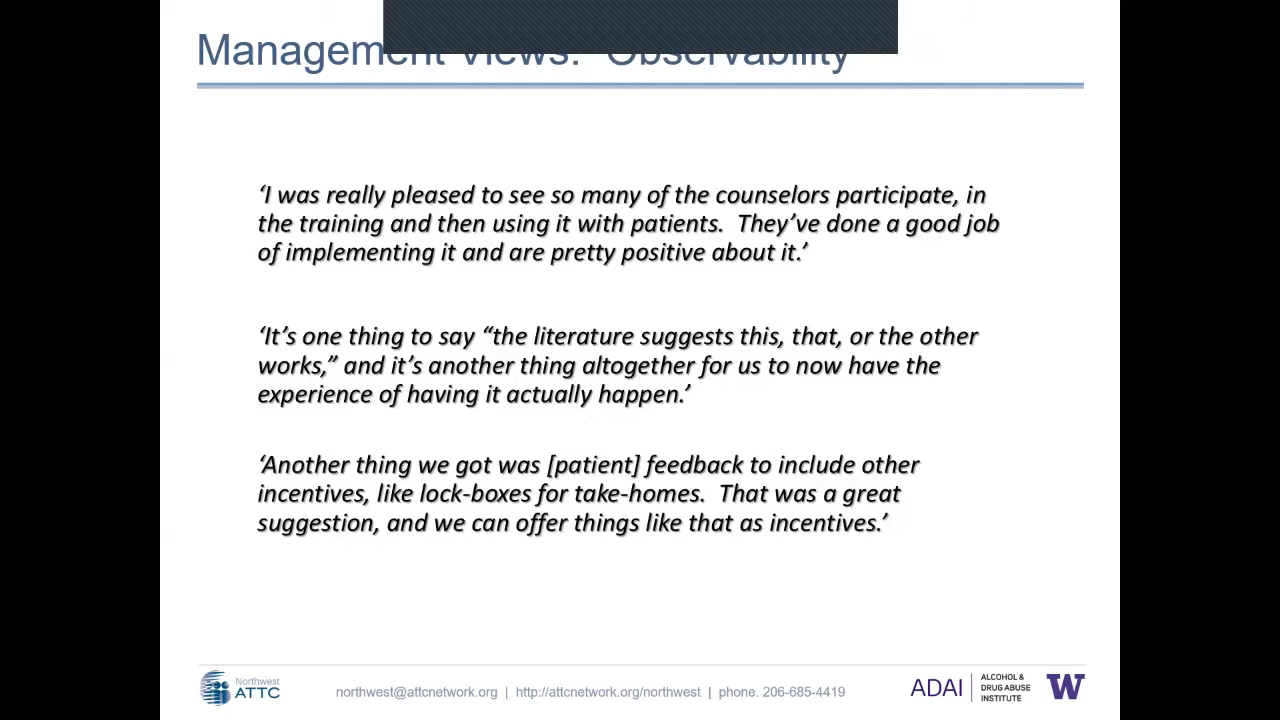 Management Views: Observability
‘I was really pleased to see so many of the counselors participate, in
the training and then using it with patients.  They’ve done a good job
of implementing it and are pretty positive about it.’
‘It’s one thing to say “the literature suggests this, that, or the other
works,” and it’s another thing altogether for us to now have the
experience of having it actually happen.’
‘Another thing we got was [patient] feedback to include other
incentives, like lock-boxes for take-homes.  That was a great
suggestion, and we can offer things like that as incentives.’
Northwest
ATTC
northwest@attcnetwork.org | http://attcnetwork.org/northwest | phone. 206-685-4419
ADAI
ALCOHOL &
DRUG ABUSE
INSTITUTE
W